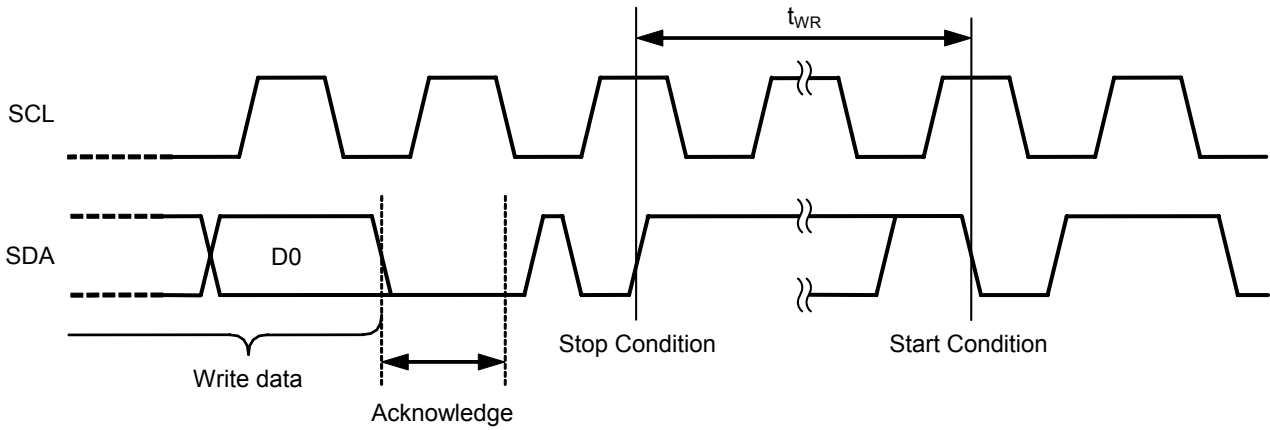 tWR
SCL
SDA
D0
Stop Condition
Start Condition
Write data
Acknowledge